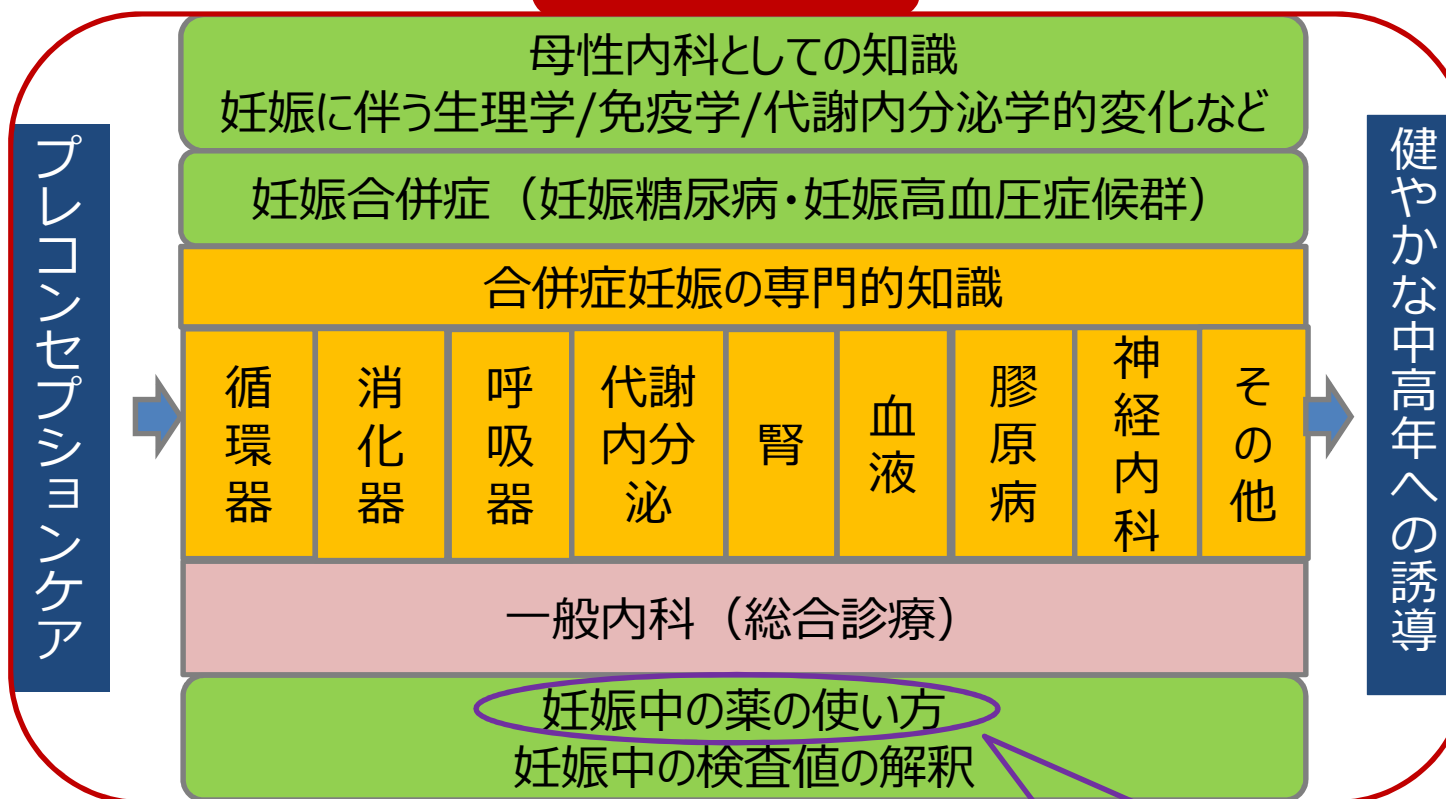 母性内科としての知識
妊娠に伴う生理学/免疫学/代謝内分泌学的変化など
妊娠合併症（妊娠糖尿病・妊娠高血圧症候群）
合併症妊娠の専門的知識
プレコンセプションケア
循環器
消化器
呼吸器
代謝
内分
泌
腎
血液
膠原病
神経内科
その他
健やかな中高年への誘導
一般内科（総合診療）
妊娠中の薬の使い方
妊娠中の検査値の解釈